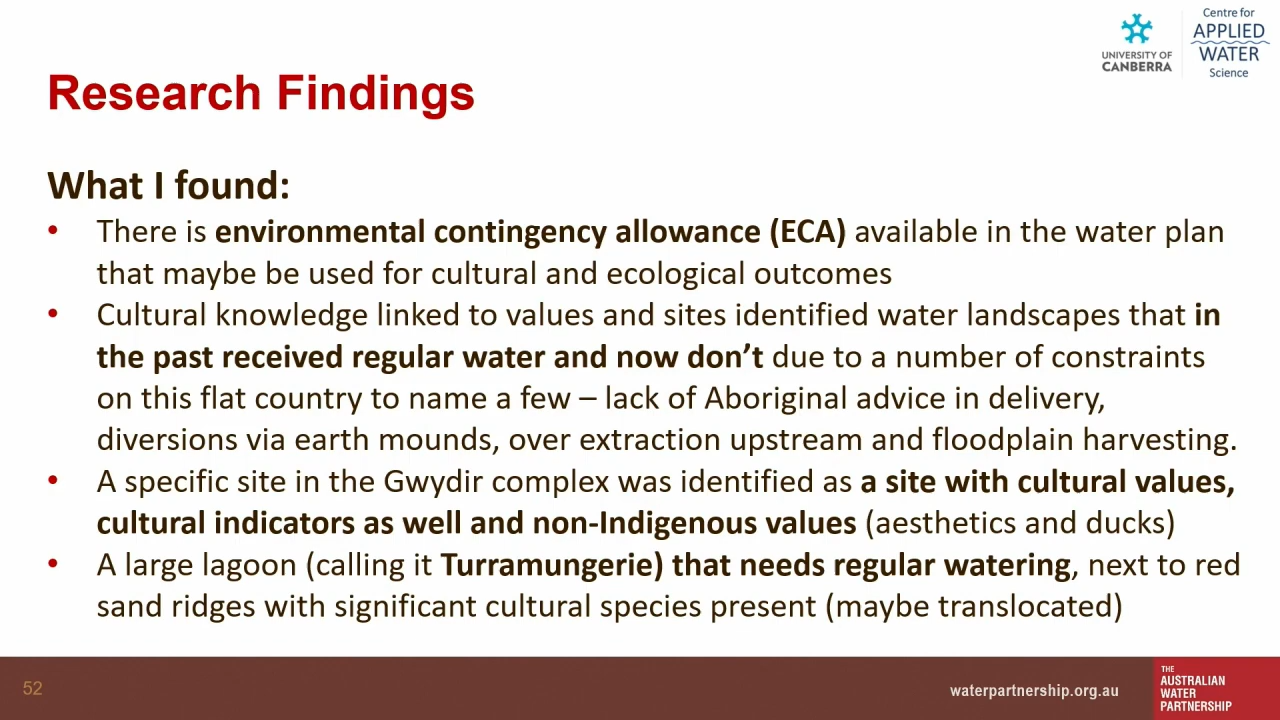 UNIVERSITY OF
CANBERRA
Centre for
APPLIED
WATER
Science
Research Findings
What I found:
• There is environmental contingency allowance (ECA) available in the water plan
that maybe be used for cultural and ecological outcomes
• Cultural knowledge linked to values and sites identified water landscapes that in
the past received regular water and now don’t due to a number of constraints
on this flat country to name a few – lack of Aboriginal advice in delivery,
diversions via earth mounds, over extraction upstream and floodplain harvesting.
• A specific site in the Gwydir complex was identified as a site with cultural values,
cultural indicators as well and non-Indigenous values (aesthetics and ducks)
• A large lagoon (calling it Turramungerie) that needs regular watering, next to red
sand ridges with significant cultural species present (maybe translocated)
52
waterpartnership.org.au
THE
AUSTRALIAN
WATER
PARTNERSHIP